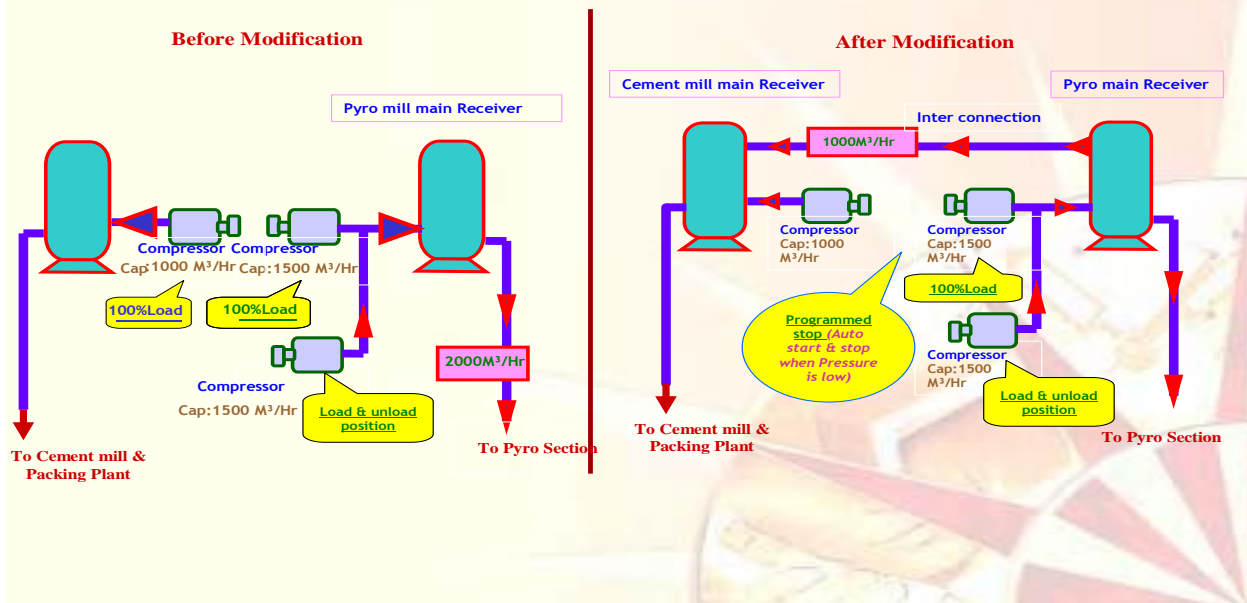 Before Modification
Pyro mill main Receiver
Compressor
Cap:1000 M³/Hr
100%Load
Compressor
Cap:1500 M³/Hr
100%Load
2000M³/Hr
Compressor
Cap:1500 M³/Hr
Load & unload
position
To Cement mill &
Packing Plant
To Pyro Section
After Modification
Cement mill main Receiver
Pyro main Receiver
Inter connection
1000M³/Hr
Compressor
Cap:1000
M³/Hr
Compressor
Cap:1500
M³/Hr
100%Load
Programmed
stop (Auto
start & stop
when Pressure
is low)
Compressor
Cap:1500
M³/Hr
Load & unload
position
To Cement mill &
Packing Plant
To Pyro Section